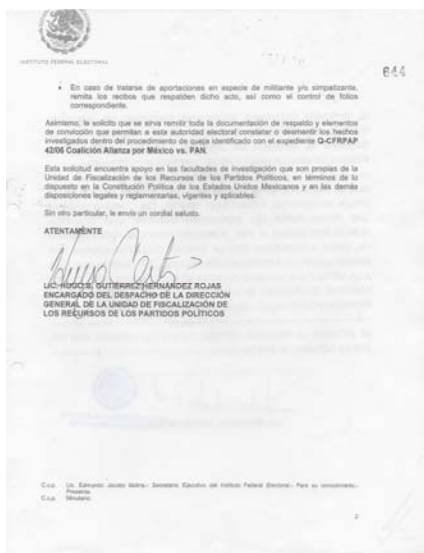 INSTITUTO FEDERAL ELECTORAL
644
• En caso de tratarse de aportaciones en especie de militante y/o simpatizante,
remita los recibos que respalden dicho acto, así como el control de folios
correspondiente.
Asimismo, le solicito que se sirva remitir toda la documentación de respaldo y elementos
de convicción que permitan a esta autoridad electoral constatar o desmentir los hechos
investigados dentro del procedimiento de queja identificado con el expediente Q-CFRPAP
42/06 Coalición Alianza por México vs. PAN.
Esta solicitud encuentra apoyo en las facultades de investigación que son propias de la
Unidad de Fiscalización de los Recursos de los Partidos Políticos, en términos de lo
dispuesto en la Constitución Política de los Estados Unidos Mexicanos y en las demás
disposiciones legales y reglamentarias, vigentes y aplicables.
Sin otro particular, le envío un cordial saludo.
ATENTAMENTE
LIC. HUGO S. GUTIÉRREZ HERNÁNDEZ ROJAS
ENCARGADO DEL DESPACHO DE LA DIRECCIÓN
GENERAL DE LA UNIDAD DE FISCALIZACIÓN DE
LOS RECURSOS DE LOS PARTIDOS POLÍTICOS
C.c.p. Lic. Edmundo Jacobo Molina.- Secretario Ejecutivo del Instituto Federal Electoral.- Para su conocimiento.-
Presente.
C.c.p. Minutario.
2